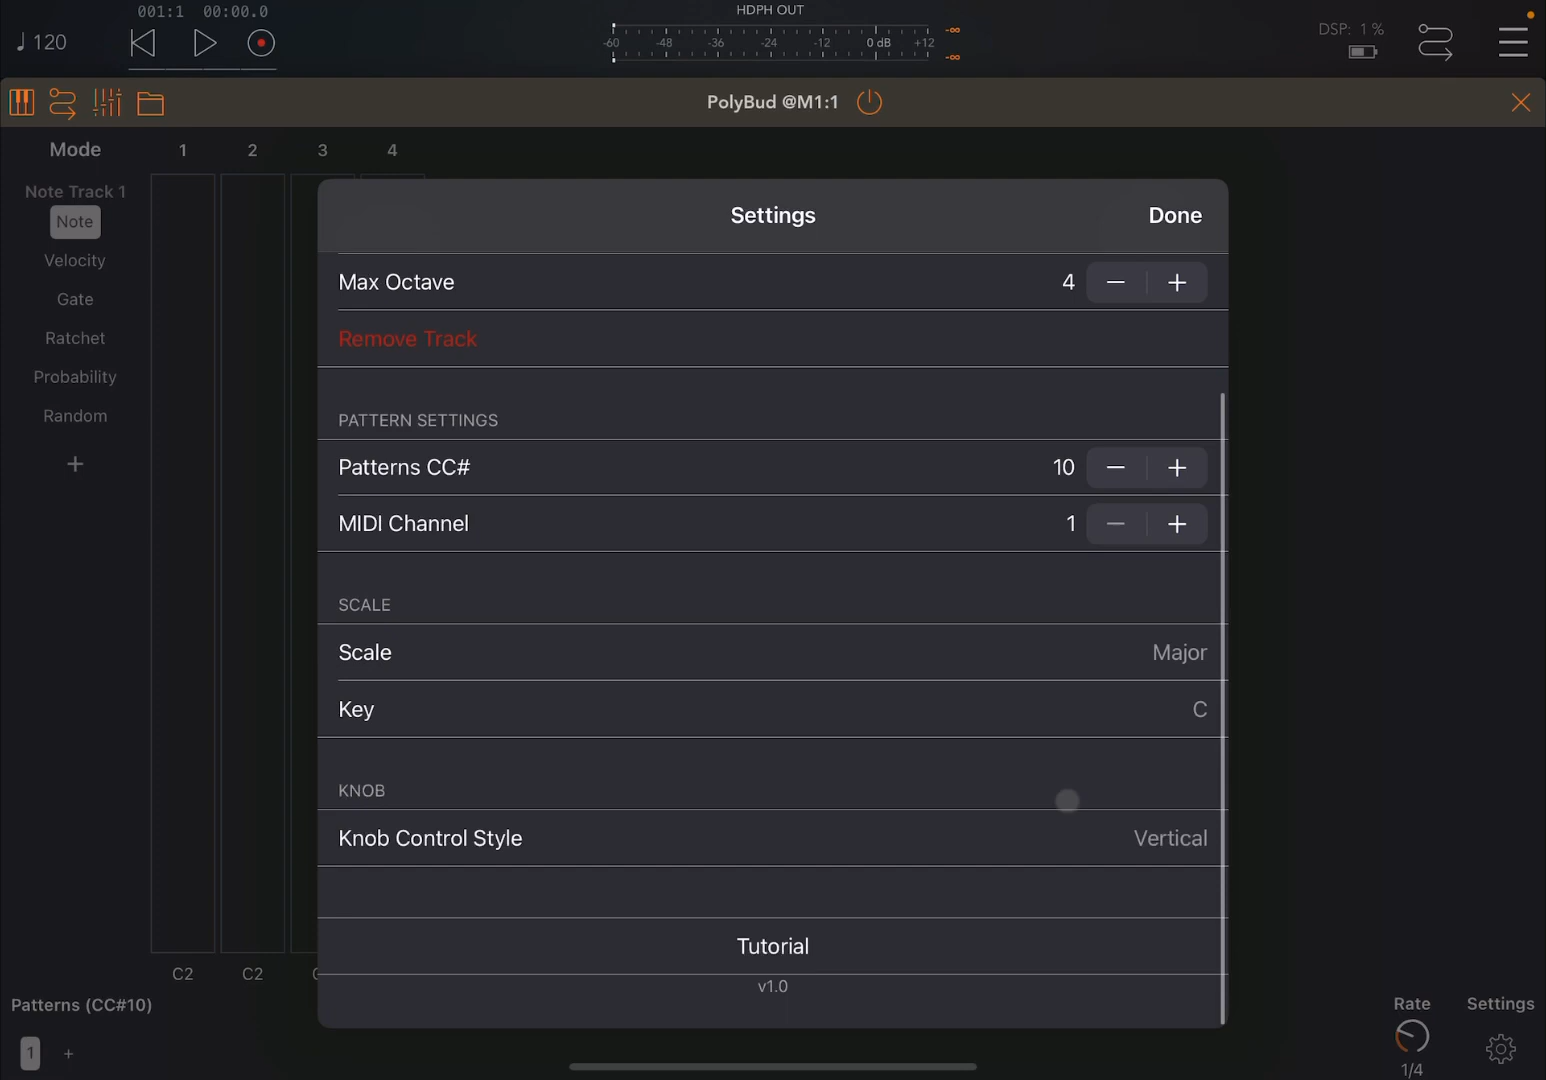 001:1 00:00.0
♩ 120
HDPH OUT
-60 -48 -36 -24 -12 0 dB +12
-∞
-∞
DSP: 1 %
PolyBud @M1:1
Mode 1 2 3 4
Note Track 1
Note
Velocity
Gate
Ratchet
Probability
Random
+
Settings Done
Max Octave 4 − +
Remove Track
PATTERN SETTINGS
Patterns CC# 10 − +
MIDI Channel 1 − +
SCALE
Scale Major
Key C
KNOB
Knob Control Style Vertical
Tutorial
v1.0
C2 C2
Patterns (CC#10)
1 +
Rate Settings
1/4